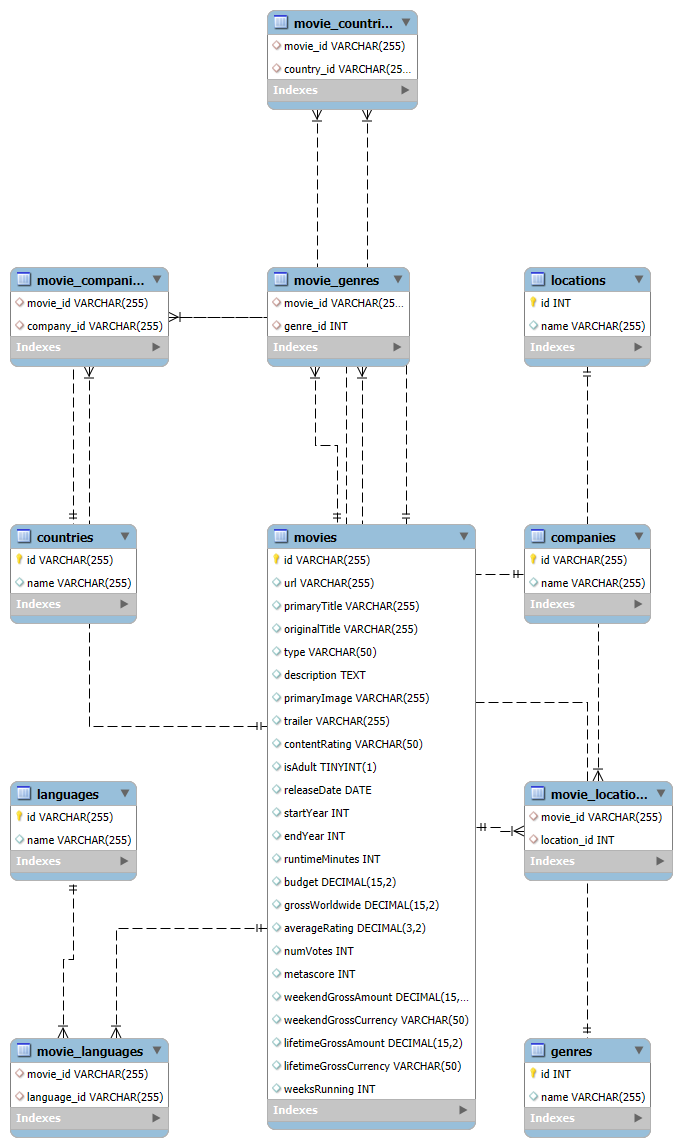 movie_countri...
movie_id VARCHAR(255)
country_id VARCHAR(25...
Indexes
movie_compani...
movie_id VARCHAR(255)
company_id VARCHAR(255)
Indexes
movie_genres
movie_id VARCHAR(25...
genre_id INT
Indexes
locations
id INT
name VARCHAR(255)
Indexes
countries
id VARCHAR(255)
name VARCHAR(255)
Indexes
movies
id VARCHAR(255)
url VARCHAR(255)
primaryTitle VARCHAR(255)
originalTitle VARCHAR(255)
type VARCHAR(50)
description TEXT
primaryImage VARCHAR(255)
trailer VARCHAR(255)
contentRating VARCHAR(50)
isAdult TINYINT(1)
releaseDate DATE
startYear INT
endYear INT
runtimeMinutes INT
budget DECIMAL(15,2)
grossWorldwide DECIMAL(15,2)
averageRating DECIMAL(3,2)
numVotes INT
metascore INT
weekendGrossAmount DECIMAL(15,...
weekendGrossCurrency VARCHAR(50)
lifetimeGrossAmount DECIMAL(15,2)
lifetimeGrossCurrency VARCHAR(50)
weeksRunning INT
Indexes
companies
id VARCHAR(255)
name VARCHAR(255)
Indexes
languages
id VARCHAR(255)
name VARCHAR(255)
Indexes
movie_locatio...
movie_id VARCHAR(255)
location_id INT
Indexes
movie_languages
movie_id VARCHAR(255)
language_id VARCHAR(255)
Indexes
genres
id INT
name VARCHAR(255)
Indexes